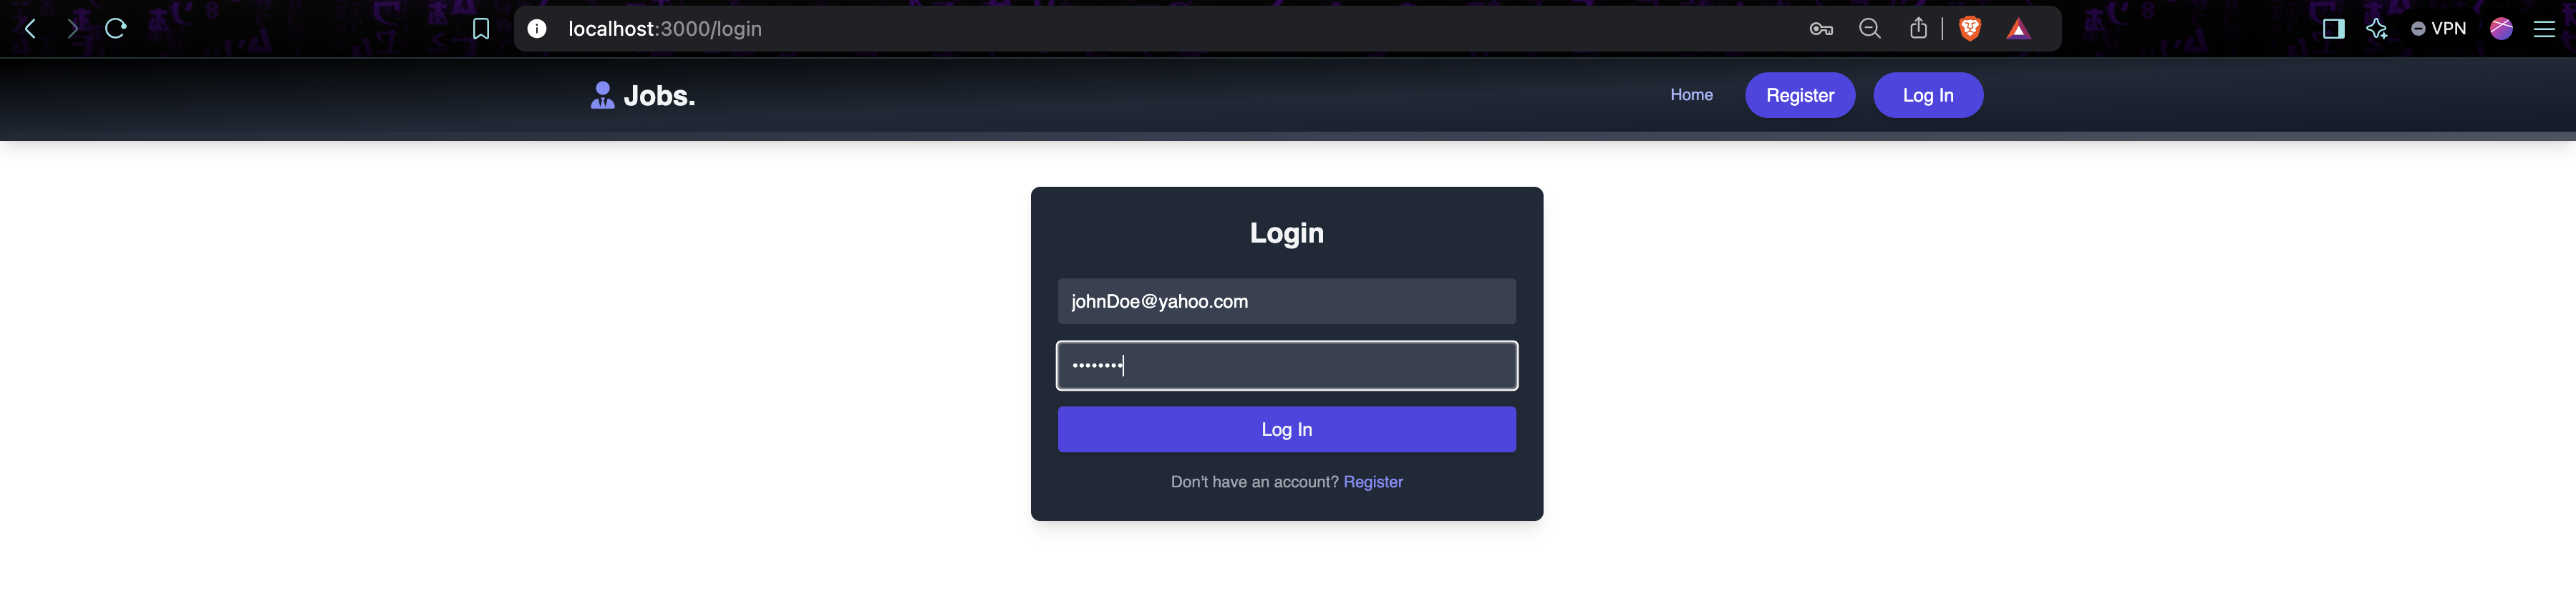 localhost:3000/login
VPN
Jobs.
Home
Register
Log In
Login
johnDoe@yahoo.com
••••••••
Log In
Don't have an account? Register